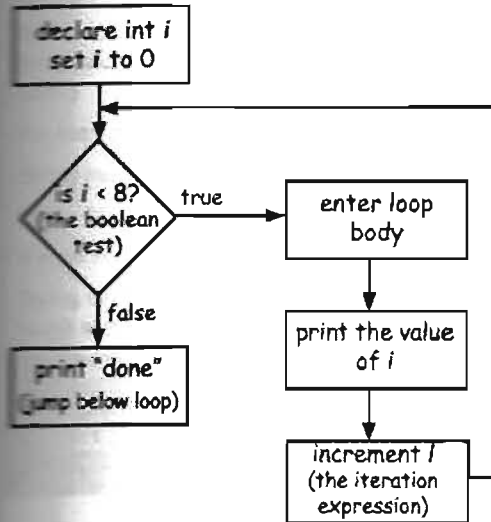 declare int i
set i to 0
is i < 8?
(the boolean
test)
true
enter loop
body
false
print the value
of i
print "done"
(jump below loop)
increment i
(the iteration
expression)